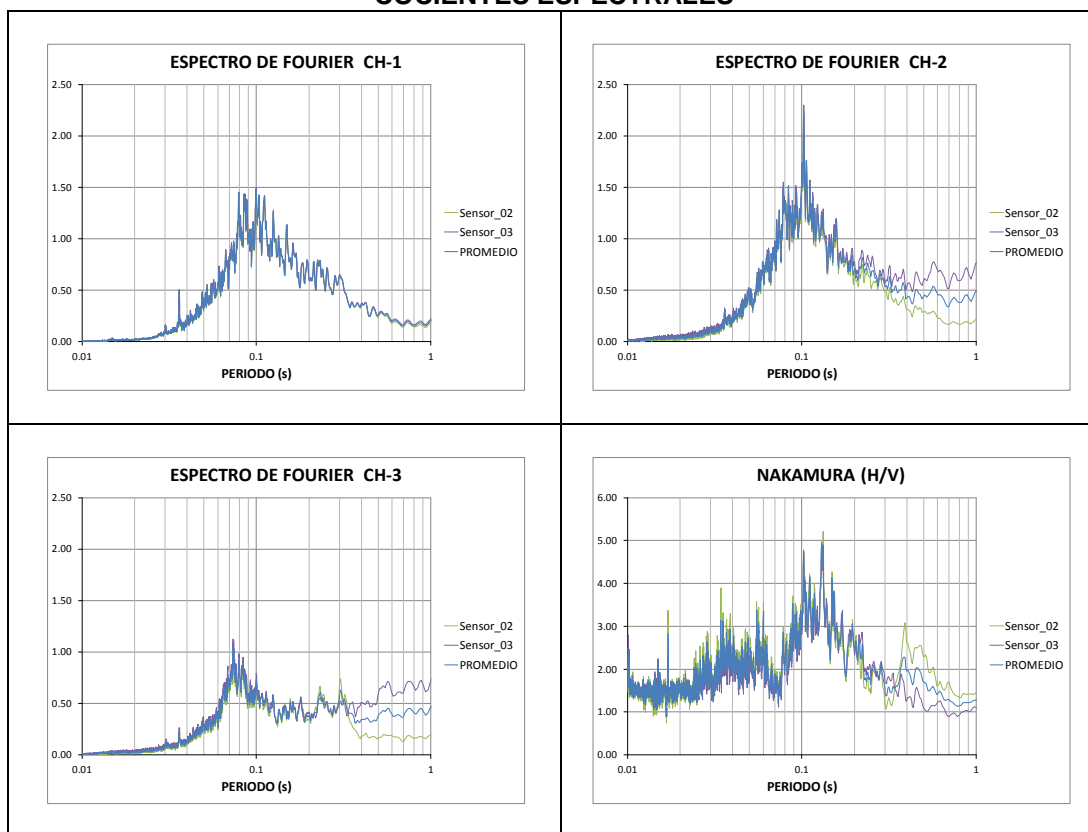 COCIENTES ESPECTRALES
ESPECTRO DE FOURIER CH-1
2.50
2.00
1.50
1.00
0.50
0.00
0.01
0.1
1
PERIODO (s)
Sensor_02
Sensor_03
PROMEDIO
ESPECTRO DE FOURIER CH-2
2.50
2.00
1.50
1.00
0.50
0.00
0.01
0.1
1
PERIODO (s)
Sensor_02
Sensor_03
PROMEDIO
ESPECTRO DE FOURIER CH-3
2.50
2.00
1.50
1.00
0.50
0.00
0.01
0.1
1
PERIODO (s)
Sensor_02
Sensor_03
PROMEDIO
NAKAMURA (H/V)
6.00
5.00
4.00
3.00
2.00
1.00
0.00
0.01
0.1
1
PERIODO (s)
Sensor_02
Sensor_03
PROMEDIO